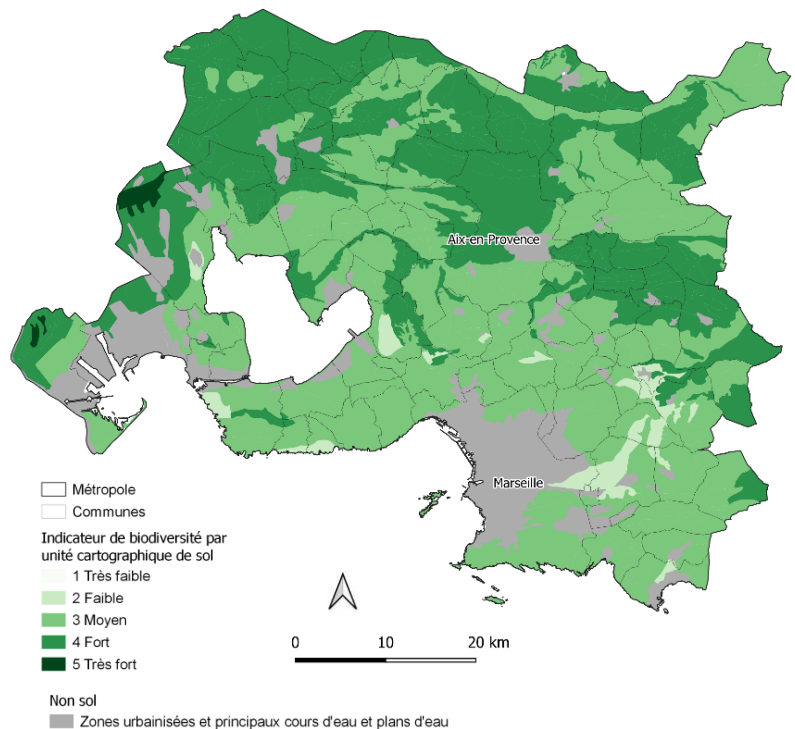 Aix-en-Provence
Marseille
Métropole
Communes
Indicateur de biodiversité par
unité cartographique de sol
1 Très faible
2 Faible
3 Moyen
4 Fort
5 Très fort
0 10 20 km
Non sol
Zones urbainisées et principaux cours d'eau et plans d'eau